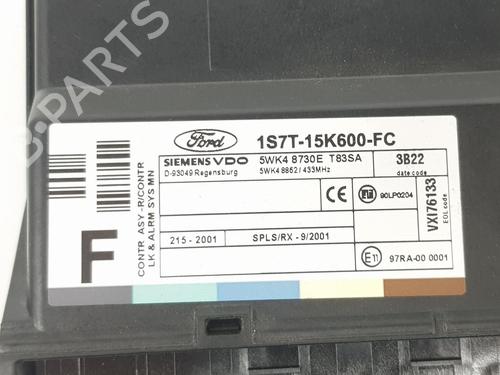 Ford
1S7T-15K600-FC
SIEMENS VDO
D-93049 Regensburg
5WK4 8730E T83SA
5WK4 8852/433MHz
3B22
date code
90LP0204
VXI76133
EOL code
215 - 2001
SPLS/RX - 9/2001
E11
97RA-00 0001
F
CONTR ASY-R/CONTR
LK & ALRM SYS MN
B-PARTS